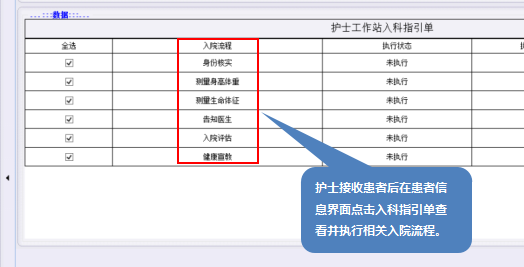 数据
护士工作站入科指引单
全选 入院流程 执行状态
身份核实 未执行
测量身高体重 未执行
测量生命体征 未执行
告知医生 未执行
入院评估 未执行
健康宣教 未执行
护士接收患者后在患者信
息界面点击入科指引单查
看并执行相关入院流程。